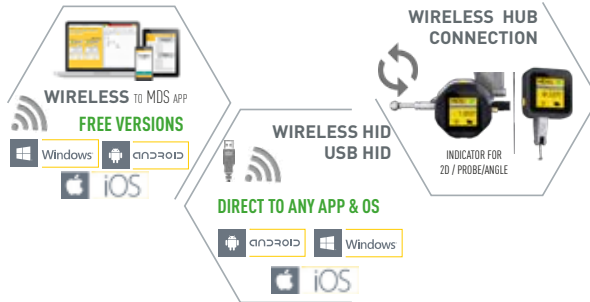 WIRELESS TO MDS APP
FREE VERSIONS
Windows
android
iOS
WIRELESS HID
USB HID
DIRECT TO ANY APP & OS
android
Windows
iOS
WIRELESS HUB
CONNECTION
INDICATOR FOR
2D / PROBE/ANGLE